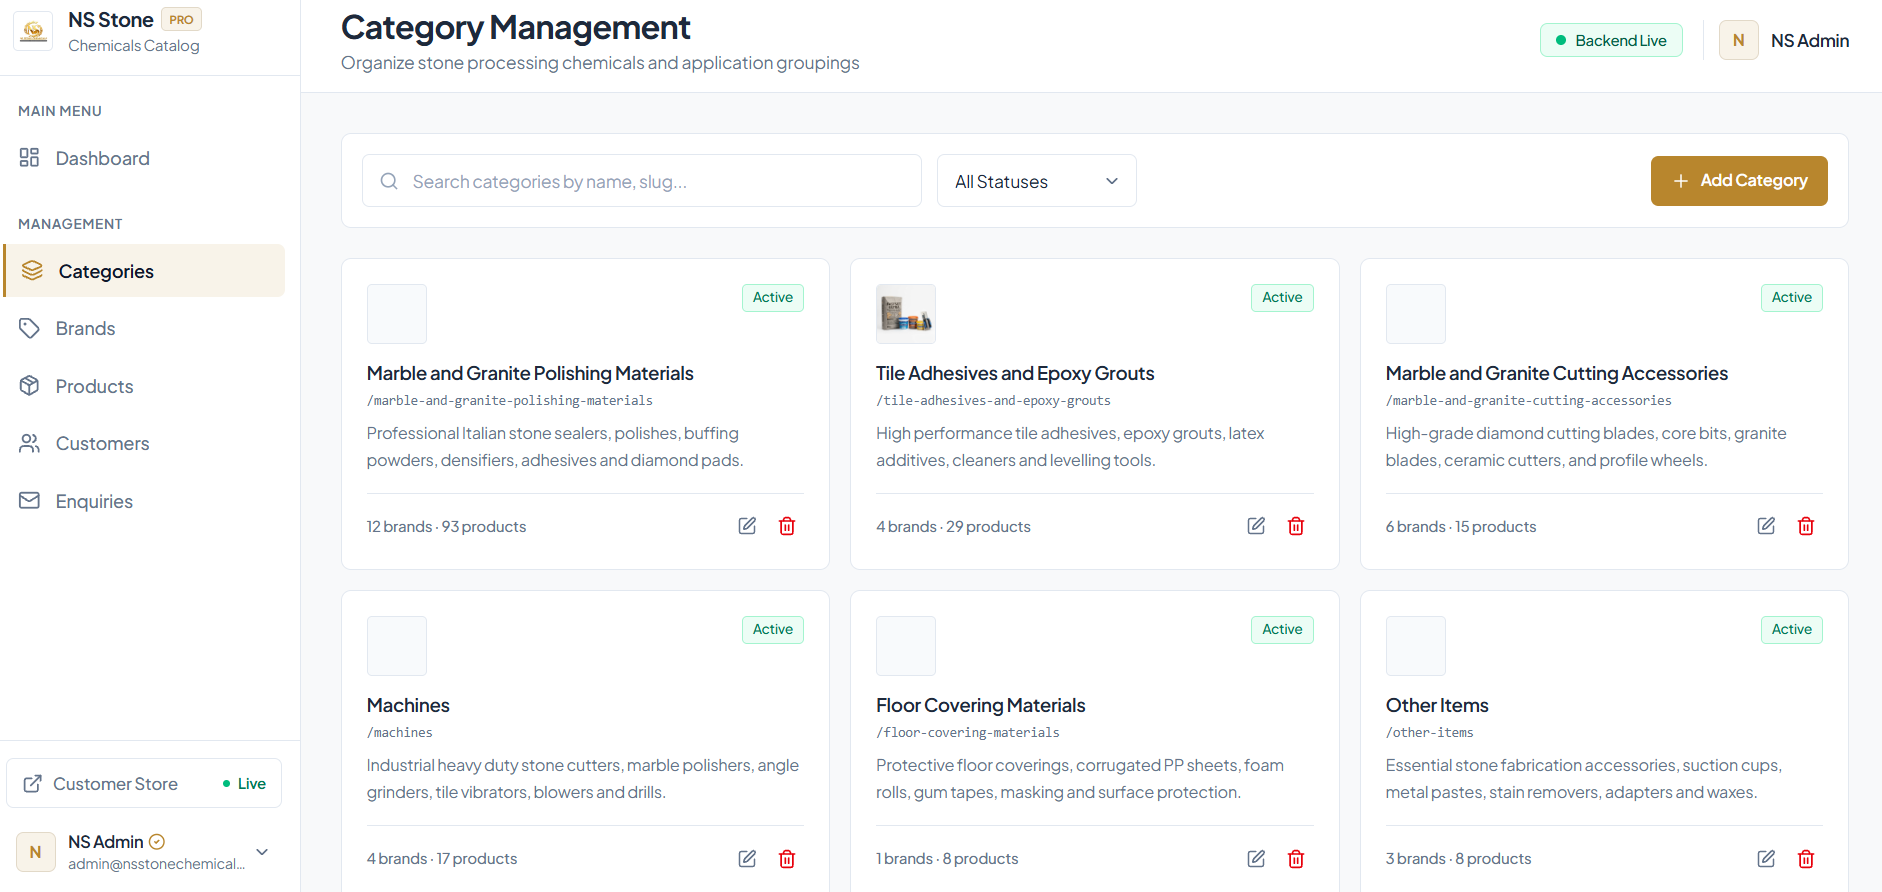 NS Stone PRO
Chemicals Catalog
MAIN MENU
Dashboard
MANAGEMENT
Categories
Brands
Products
Customers
Enquiries
Customer Store Live
N NS Admin
admin@nsstonechemical...
Category Management
Organize stone processing chemicals and application groupings
Backend Live
N NS Admin
Search categories by name, slug...
All Statuses
+ Add Category
Active
Marble and Granite Polishing Materials
/marble-and-granite-polishing-materials
Professional Italian stone sealers, polishes, buffing
powders, densifiers, adhesives and diamond pads.
12 brands · 93 products
Active
Tile Adhesives and Epoxy Grouts
/tile-adhesives-and-epoxy-grouts
High performance tile adhesives, epoxy grouts, latex
additives, cleaners and levelling tools.
4 brands · 29 products
Active
Marble and Granite Cutting Accessories
/marble-and-granite-cutting-accessories
High-grade diamond cutting blades, core bits, granite
blades, ceramic cutters, and profile wheels.
6 brands · 15 products
Active
Machines
/machines
Industrial heavy duty stone cutters, marble polishers, angle
grinders, tile vibrators, blowers and drills.
4 brands · 17 products
Active
Floor Covering Materials
/floor-covering-materials
Protective floor coverings, corrugated PP sheets, foam
rolls, gum tapes, masking and surface protection.
1 brands · 8 products
Active
Other Items
/other-items
Essential stone fabrication accessories, suction cups,
metal pastes, stain removers, adapters and waxes.
3 brands · 8 products